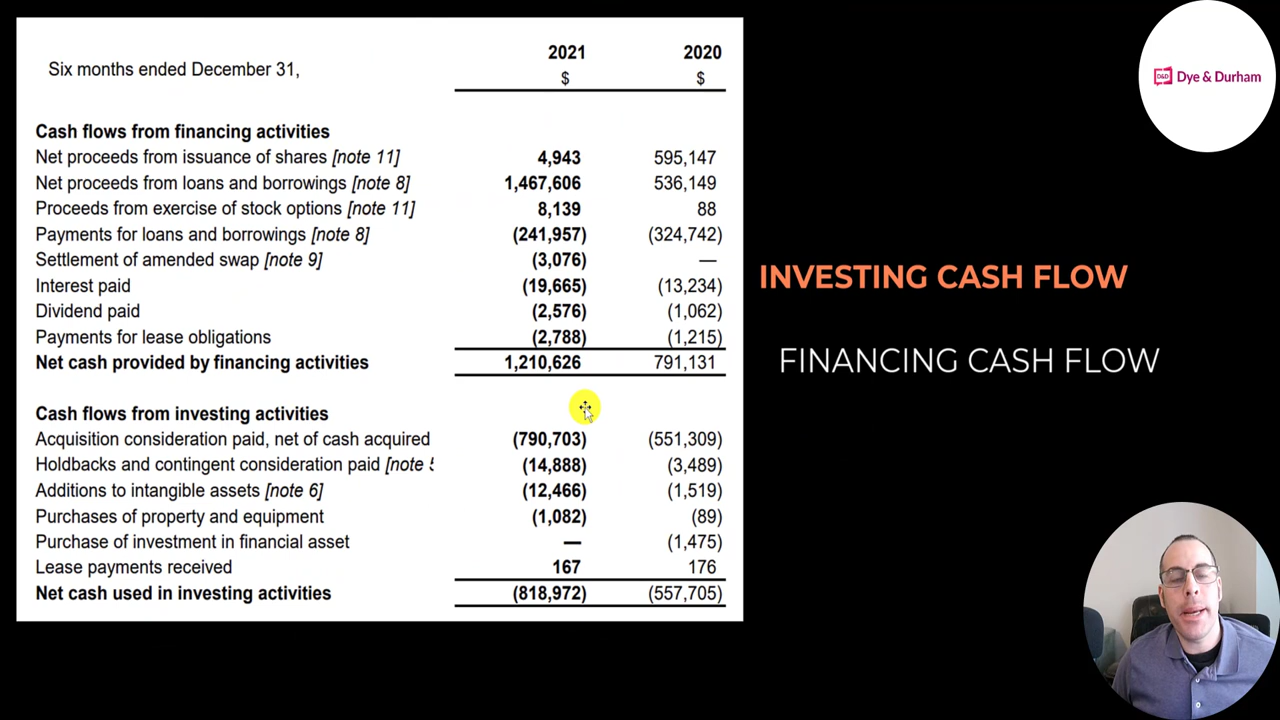 2021 2020
Six months ended December 31,
$ $
Cash flows from financing activities
Net proceeds from issuance of shares [note 11] 4,943 595,147
Net proceeds from loans and borrowings [note 8] 1,467,606 536,149
Proceeds from exercise of stock options [note 11] 8,139 88
Payments for loans and borrowings [note 8] (241,957) (324,742)
Settlement of amended swap [note 9] (3,076) —
Interest paid (19,665) (13,234)
Dividend paid (2,576) (1,062)
Payments for lease obligations (2,788) (1,215)
Net cash provided by financing activities 1,210,626 791,131
Cash flows from investing activities
Acquisition consideration paid, net of cash acquired (790,703) (551,309)
Holdbacks and contingent consideration paid [note (14,888) (3,489)
Additions to intangible assets [note 6] (12,466) (1,519)
Purchases of property and equipment (1,082) (89)
Purchase of investment in financial asset — (1,475)
Lease payments received 167 176
Net cash used in investing activities (818,972) (557,705)
D&D Dye & Durham
INVESTING CASH FLOW
FINANCING CASH FLOW